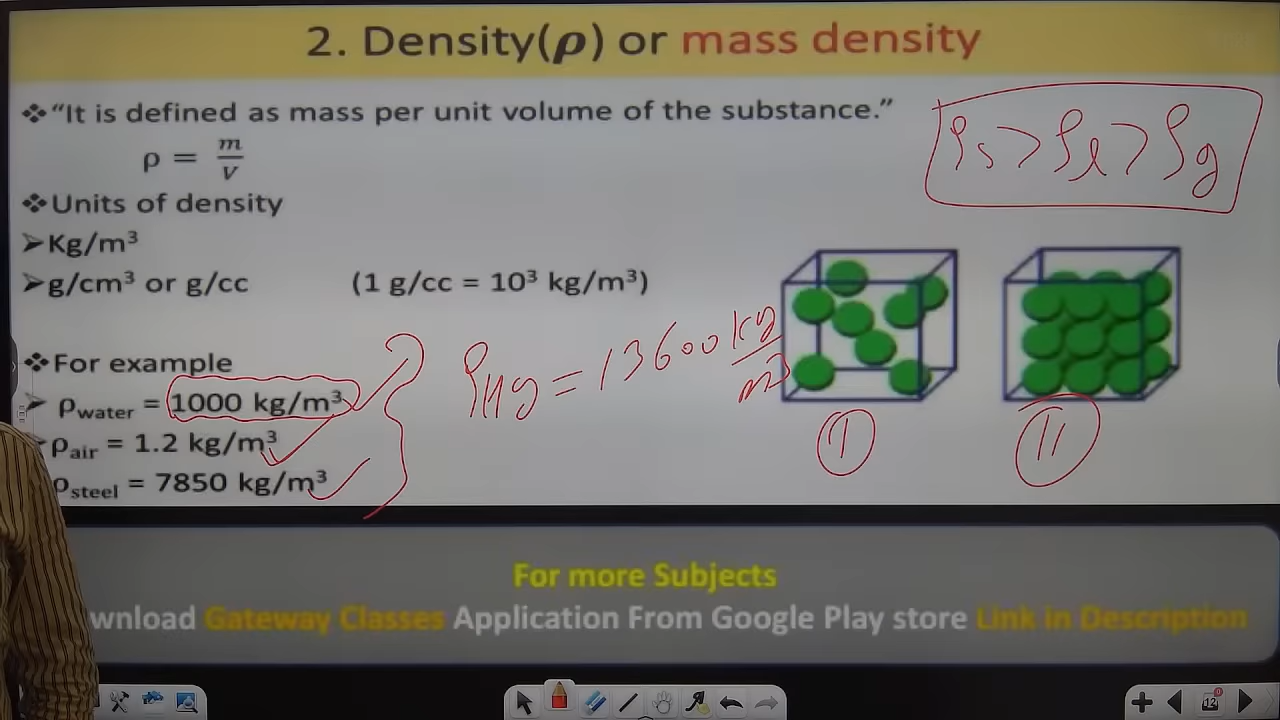 2. Density(ρ) or mass density
❖"It is defined as mass per unit volume of the substance."
ρ = m/v
ρs > ρl > ρg
❖Units of density
➢Kg/m³
➢g/cm³ or g/cc (1 g/cc = 10³ kg/m³)
❖For example
ρwater = 1000 kg/m³
ρHg = 13600 kg/m³
ρair = 1.2 kg/m³
ρsteel = 7850 kg/m³
I
II
For more Subjects
wnload Gateway Classes Application From Google Play store Link in Description
12